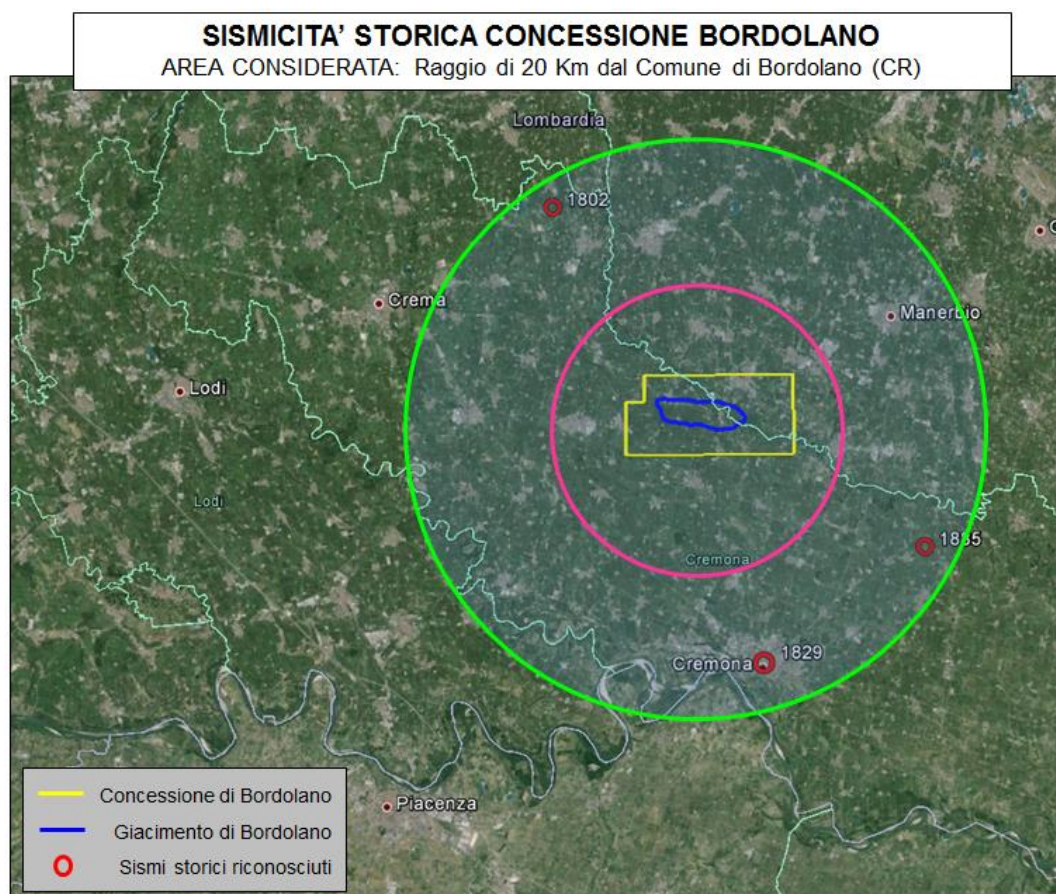 SISMICITA’ STORICA CONCESSIONE BORDOLANO
AREA CONSIDERATA: Raggio di 20 Km dal Comune di Bordolano (CR)
Lombardia
1802
Crema
Manerbio
Lodi
Lodi
Cremona
1885
1829
Cremona
Piacenza
Concessione di Bordolano
Giacimento di Bordolano
Sismi storici riconosciuti